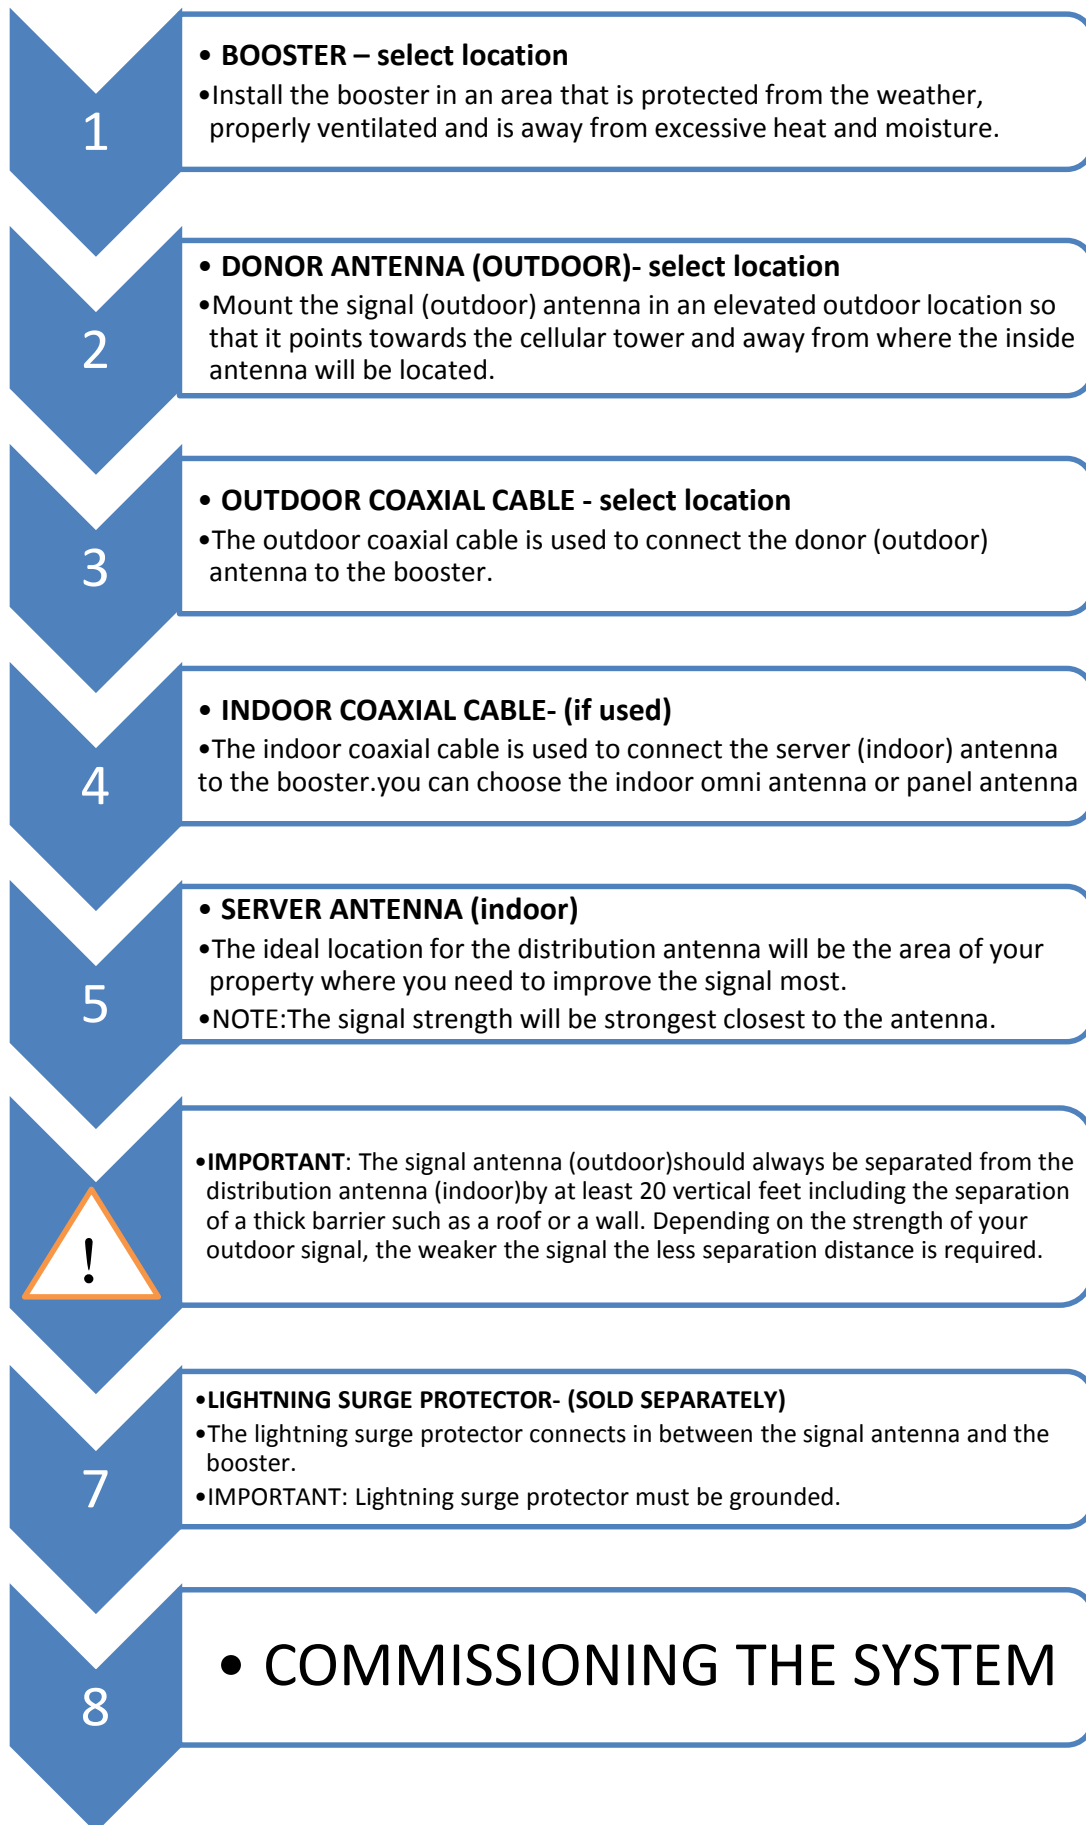 1
• BOOSTER – select location
•Install the booster in an area that is protected from the weather,
properly ventilated and is away from excessive heat and moisture.
2
• DONOR ANTENNA (OUTDOOR)- select location
•Mount the signal (outdoor) antenna in an elevated outdoor location so
that it points towards the cellular tower and away from where the inside
antenna will be located.
3
• OUTDOOR COAXIAL CABLE - select location
•The outdoor coaxial cable is used to connect the donor (outdoor)
antenna to the booster.
4
• INDOOR COAXIAL CABLE- (if used)
•The indoor coaxial cable is used to connect the server (indoor) antenna
to the booster.you can choose the indoor omni antenna or panel antenna
5
• SERVER ANTENNA (indoor)
•The ideal location for the distribution antenna will be the area of your
property where you need to improve the signal most.
•NOTE:The signal strength will be strongest closest to the antenna.
!
•IMPORTANT: The signal antenna (outdoor)should always be separated from the
distribution antenna (indoor)by at least 20 vertical feet including the separation
of a thick barrier such as a roof or a wall. Depending on the strength of your
outdoor signal, the weaker the signal the less separation distance is required.
7
•LIGHTNING SURGE PROTECTOR- (SOLD SEPARATELY)
•The lightning surge protector connects in between the signal antenna and the
booster.
•IMPORTANT: Lightning surge protector must be grounded.
8
• COMMISSIONING THE SYSTEM